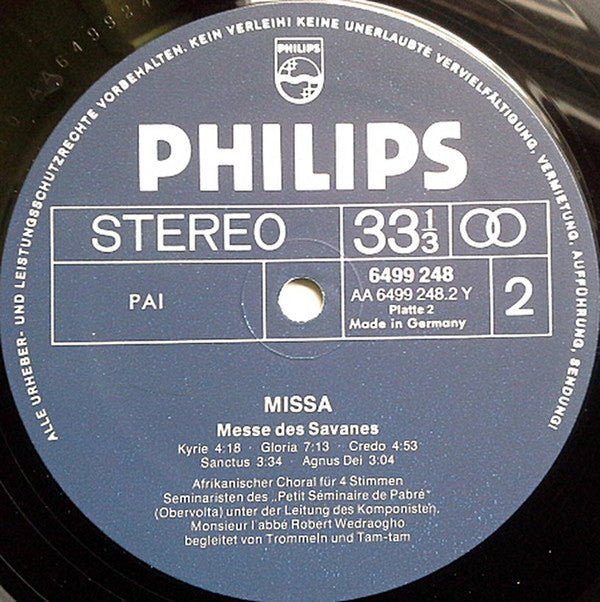 ALLE URHEBER- UND LEISTUNGSSCHUTZRECHTE VORBEHALTEN. KEIN VERLEIH! KEINE UNERLAUBTE VERVIELFÄLTIGUNG, VERMIETUNG, AUFFÜHRUNG, SENDUNG!
PHILIPS
PHILIPS
STEREO
33 1/3
PAI
6499 248
AA 6499 248.2 Y
Platte 2
Made in Germany
2
MISSA
Messe des Savanes
Kyrie 4:18 · Gloria 7:13 · Credo 4:53
Sanctus 3:34 · Agnus Dei 3:04
Afrikanischer Choral für 4 Stimmen
Seminaristen des „Petit Séminaire de Pabré"
(Obervolta) unter der Leitung des Komponisten.
Monsieur l'abbé Robert Wedraogho
begleitet von Trommeln und Tam-tam